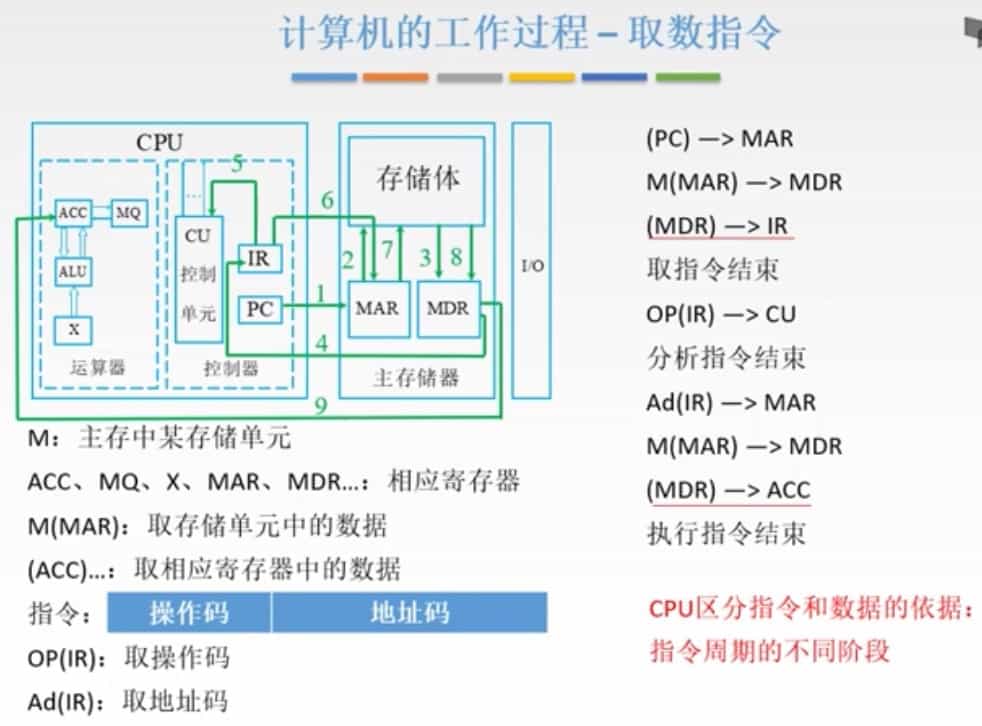 计算机的工作过程 – 取数指令
CPU
ACC
MQ
ALU
X
运算器
...
CU
控制
单元
IR
PC
控制器
5
6
1
4
9
存储体
2
7
3
8
MAR
MDR
主存储器
I/O
M：主存中某存储单元
ACC、MQ、X、MAR、MDR...：相应寄存器
M(MAR)：取存储单元中的数据
(ACC)...：取相应寄存器中的数据
指令： 操作码 地址码
OP(IR)：取操作码
Ad(IR)：取地址码
(PC) —> MAR
M(MAR) —> MDR
(MDR) —> IR
取指令结束
OP(IR) —> CU
分析指令结束
Ad(IR) —> MAR
M(MAR) —> MDR
(MDR) —> ACC
执行指令结束
CPU区分指令和数据的依据：
指令周期的不同阶段